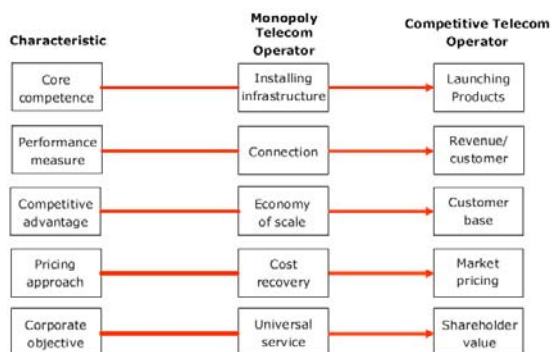 Characteristic
Monopoly
Telecom
Operator
Competitive Telecom
Operator
Core
competence
Installing
infrastructure
Launching
Products
Performance
measure
Connection
Revenue/
customer
Competitive
advantage
Economy
of scale
Customer
base
Pricing
approach
Cost
recovery
Market
pricing
Corporate
objective
Universal
service
Shareholder
value